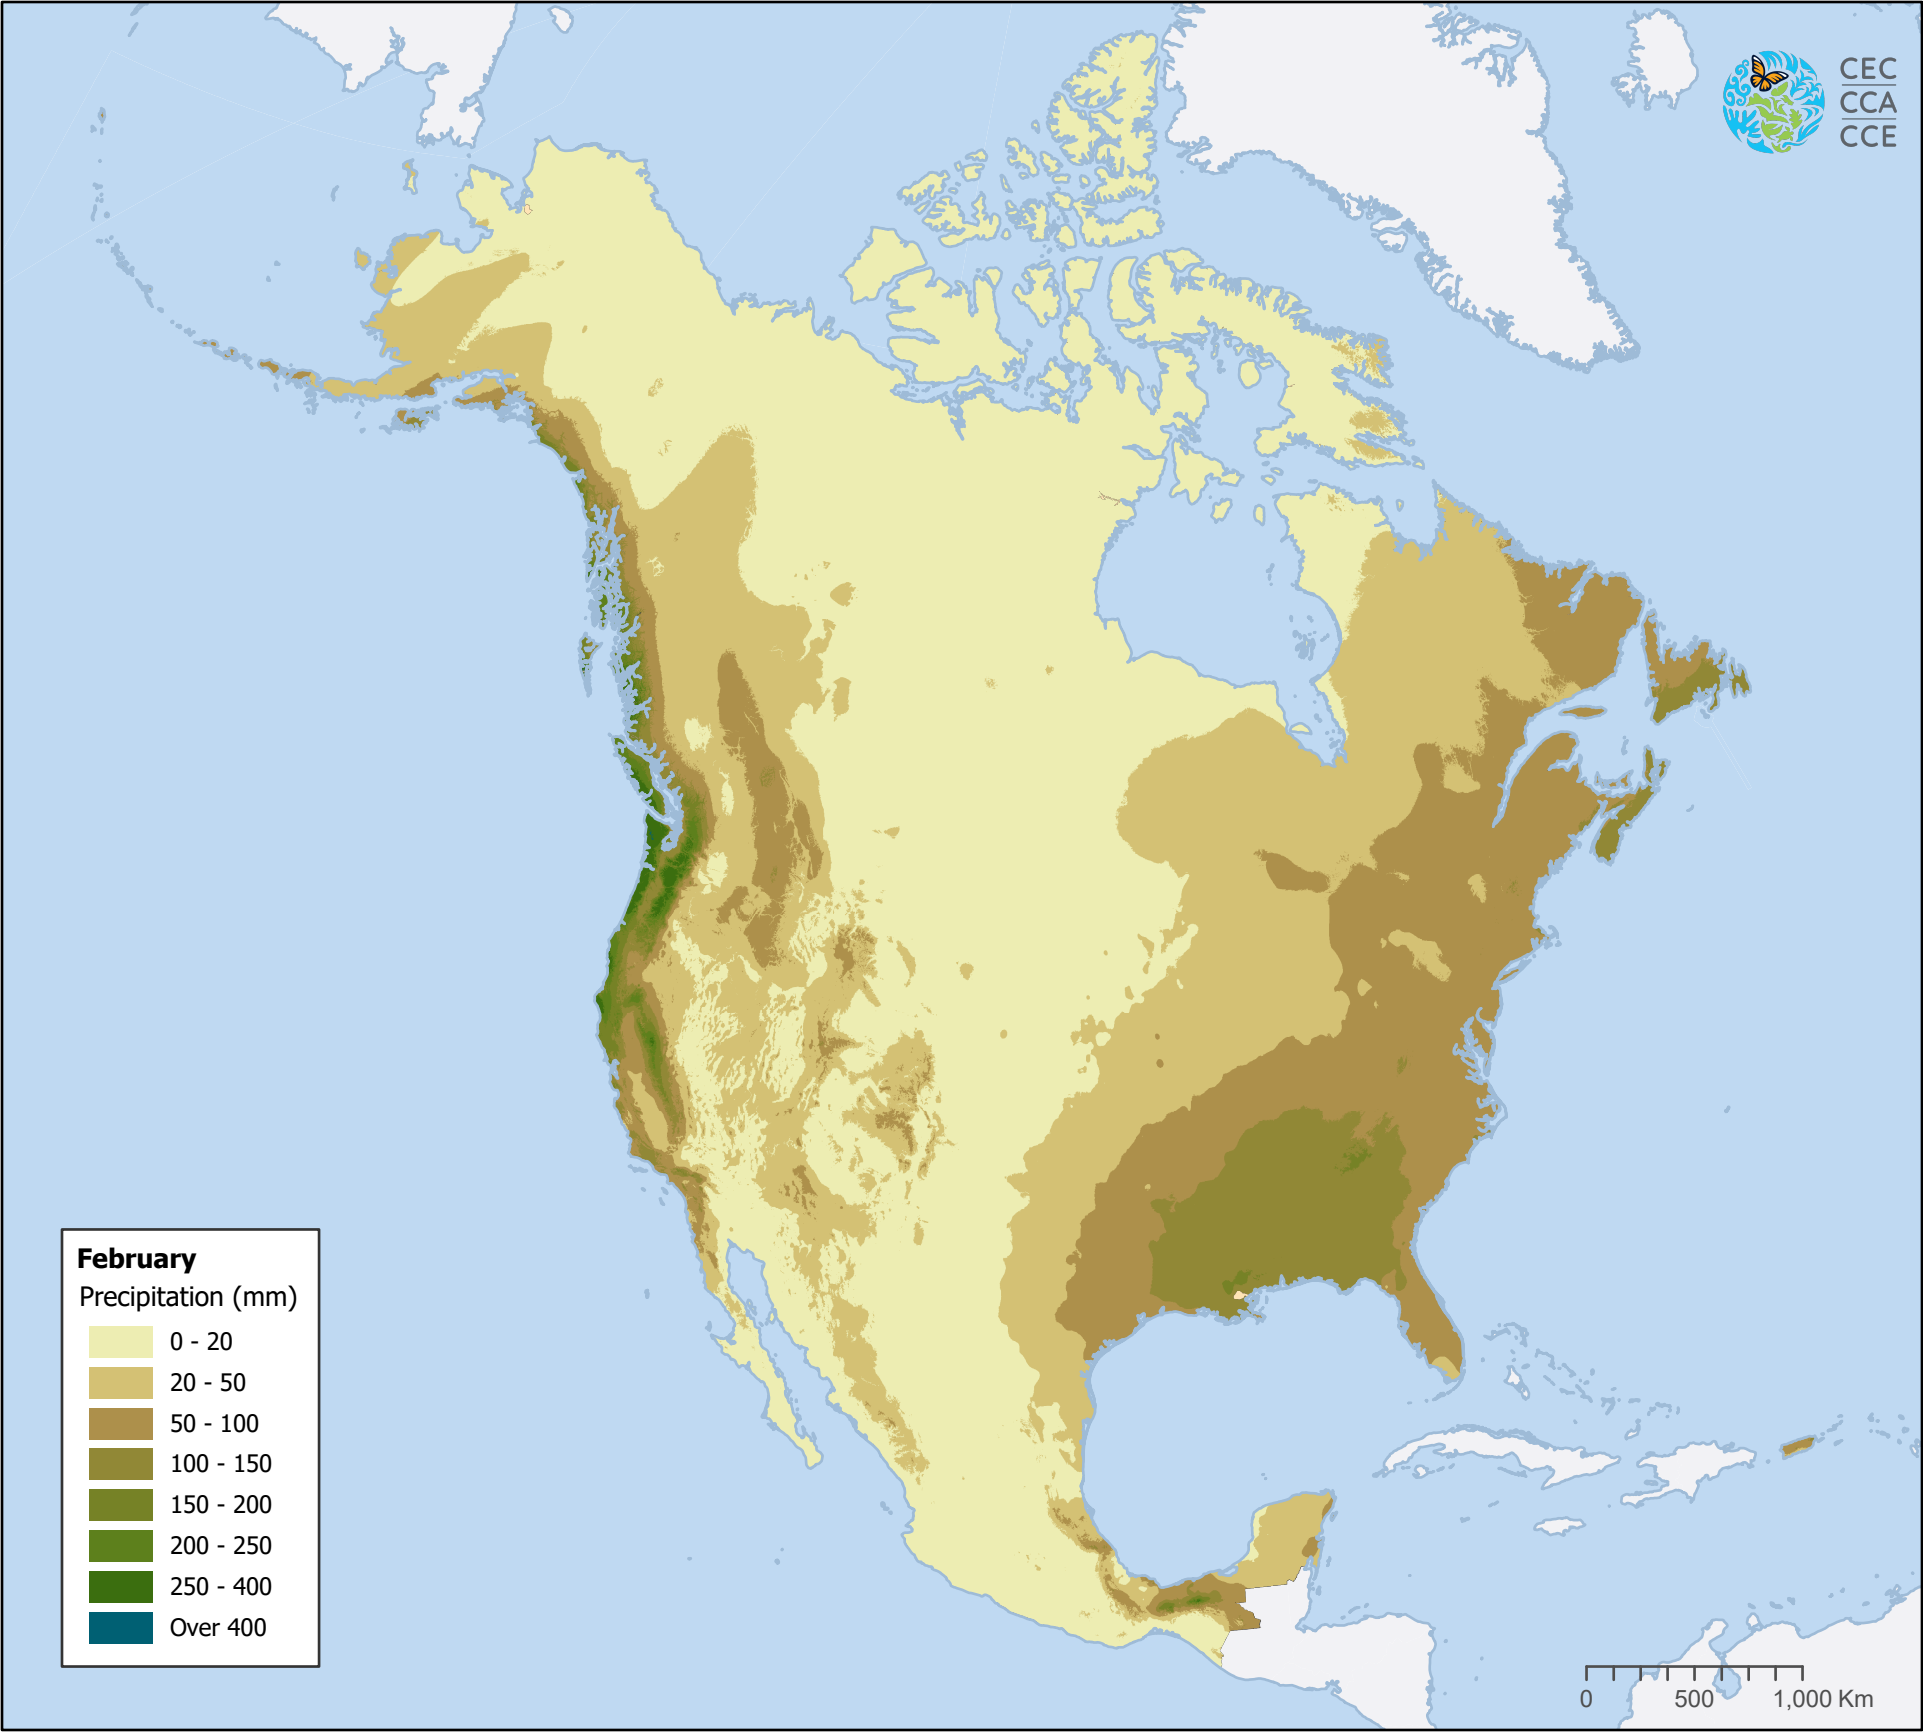 CEC
CCA
CCE
February
Precipitation (mm)
0 - 20
20 - 50
50 - 100
100 - 150
150 - 200
200 - 250
250 - 400
Over 400
0 500 1,000 Km